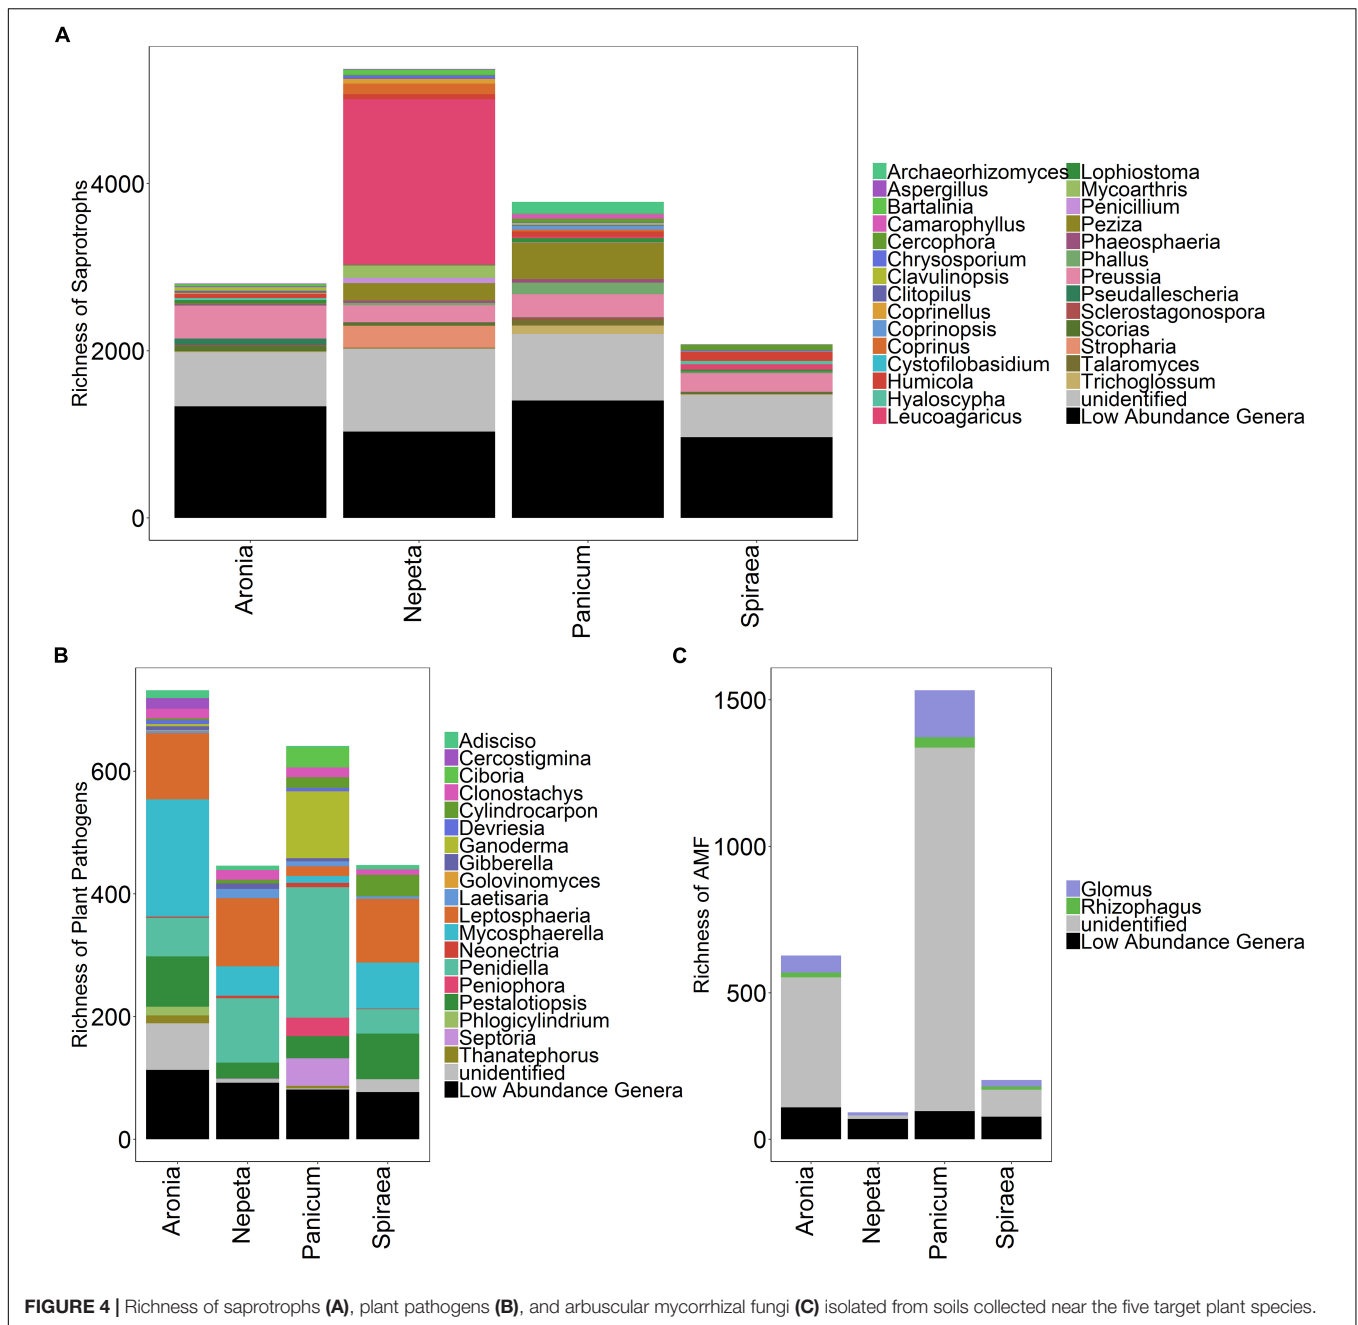 A
Richness of Saprotrophs
4000
2000
0
Aronia
Nepeta
Panicum
Spiraea
Archaeorhizomyces
Aspergillus
Bartalinia
Camarophyllus
Cercophora
Chrysosporium
Clavulinopsis
Clitopilus
Coprinellus
Coprinopsis
Coprinus
Cystofilobasidium
Humicola
Hyaloscypha
Leucoagaricus
Lophiostoma
Mycoarthris
Penicillium
Peziza
Phaeosphaeria
Phallus
Preussia
Pseudallescheria
Sclerostagonospora
Scorias
Stropharia
Talaromyces
Trichoglossum
unidentified
Low Abundance Genera
B
Richness of Plant Pathogens
600
400
200
0
Aronia
Nepeta
Panicum
Spiraea
Adisciso
Cercostigmina
Ciboria
Clonostachys
Cylindrocarpon
Devriesia
Ganoderma
Gibberella
Golovinomyces
Laetisaria
Leptosphaeria
Mycosphaerella
Neonectria
Penidiella
Peniophora
Pestalotiopsis
Phlogicylindrium
Septoria
Thanatephorus
unidentified
Low Abundance Genera
C
Richness of AMF
1500
1000
500
0
Aronia
Nepeta
Panicum
Spiraea
Glomus
Rhizophagus
unidentified
Low Abundance Genera
FIGURE 4 | Richness of saprotrophs (A), plant pathogens (B), and arbuscular mycorrhizal fungi (C) isolated from soils collected near the five target plant species.